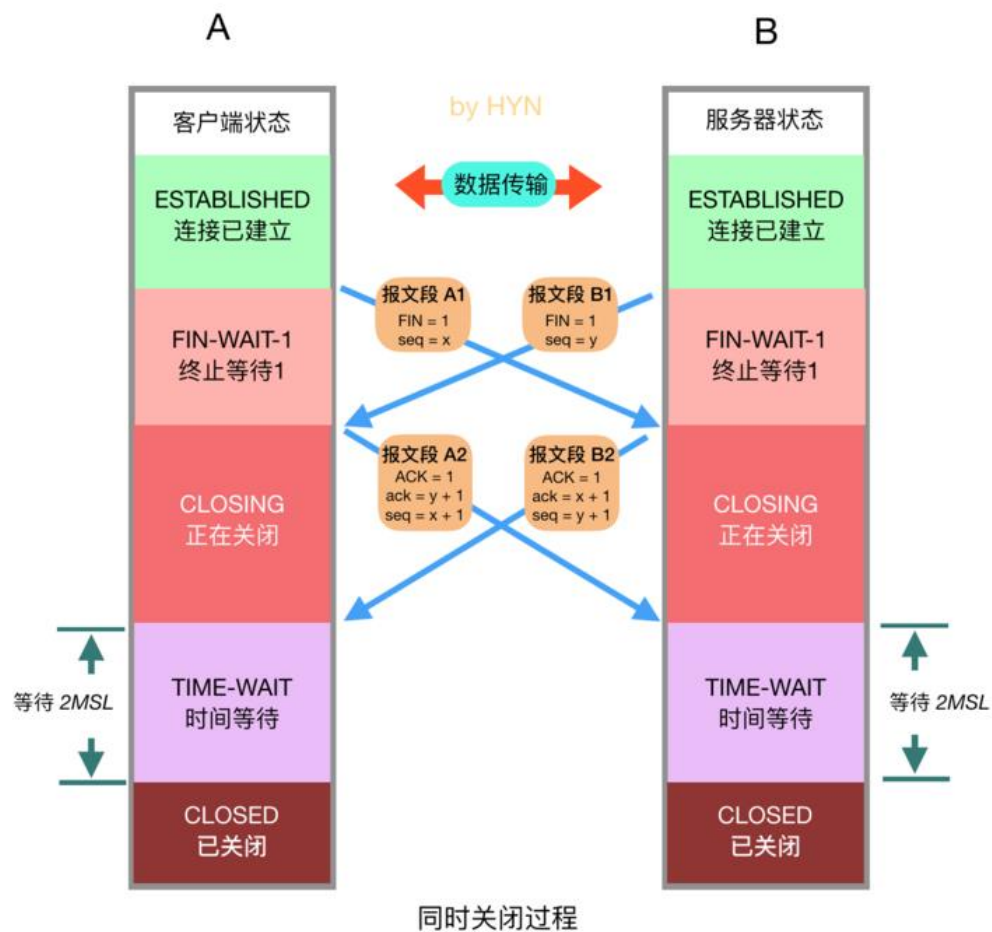 A
B
客户端状态
by HYN
服务器状态
数据传输
ESTABLISHED
连接已建立
ESTABLISHED
连接已建立
报文段 A1
FIN = 1
seq = x
报文段 B1
FIN = 1
seq = y
FIN-WAIT-1
终止等待1
FIN-WAIT-1
终止等待1
报文段 A2
ACK = 1
ack = y + 1
seq = x + 1
报文段 B2
ACK = 1
ack = x + 1
seq = y + 1
CLOSING
正在关闭
CLOSING
正在关闭
等待 2MSL
TIME-WAIT
时间等待
TIME-WAIT
时间等待
等待 2MSL
CLOSED
已关闭
CLOSED
已关闭
同时关闭过程